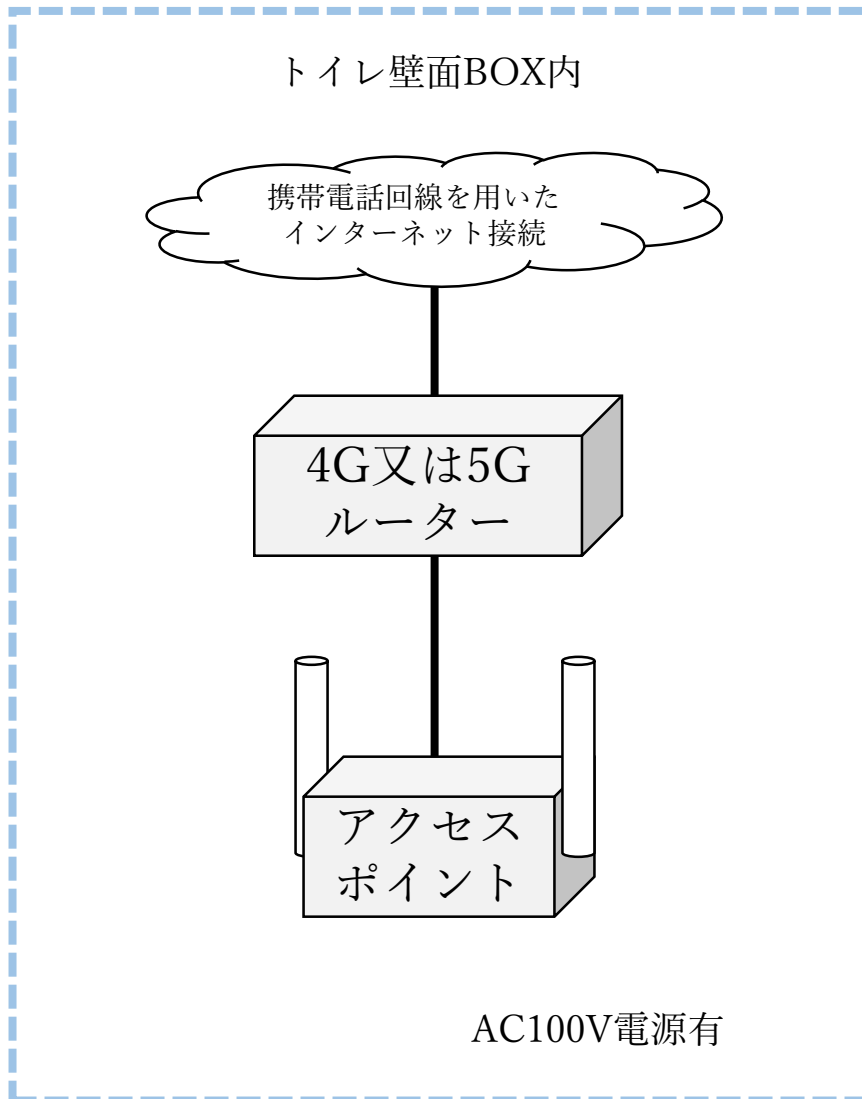 トイレ壁面BOX内
携帯電話回線を用いた
インターネット接続
4G又は5G
ルーター
アクセス
ポイント
AC100V電源有